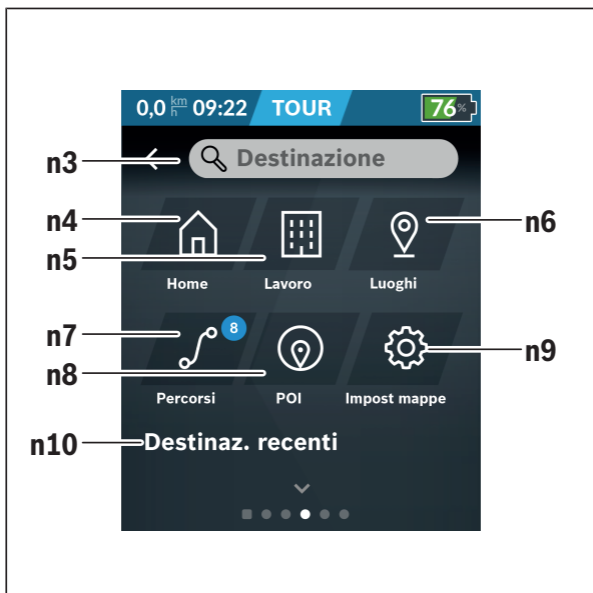 0,0 km/h 09:22 TOUR 76%
n3 Destinazione
n4 n6
n5 Home Lavoro Luoghi
n7 8
n8 n9
Percorsi POI Impost mappe
n10 Destinaz. recenti